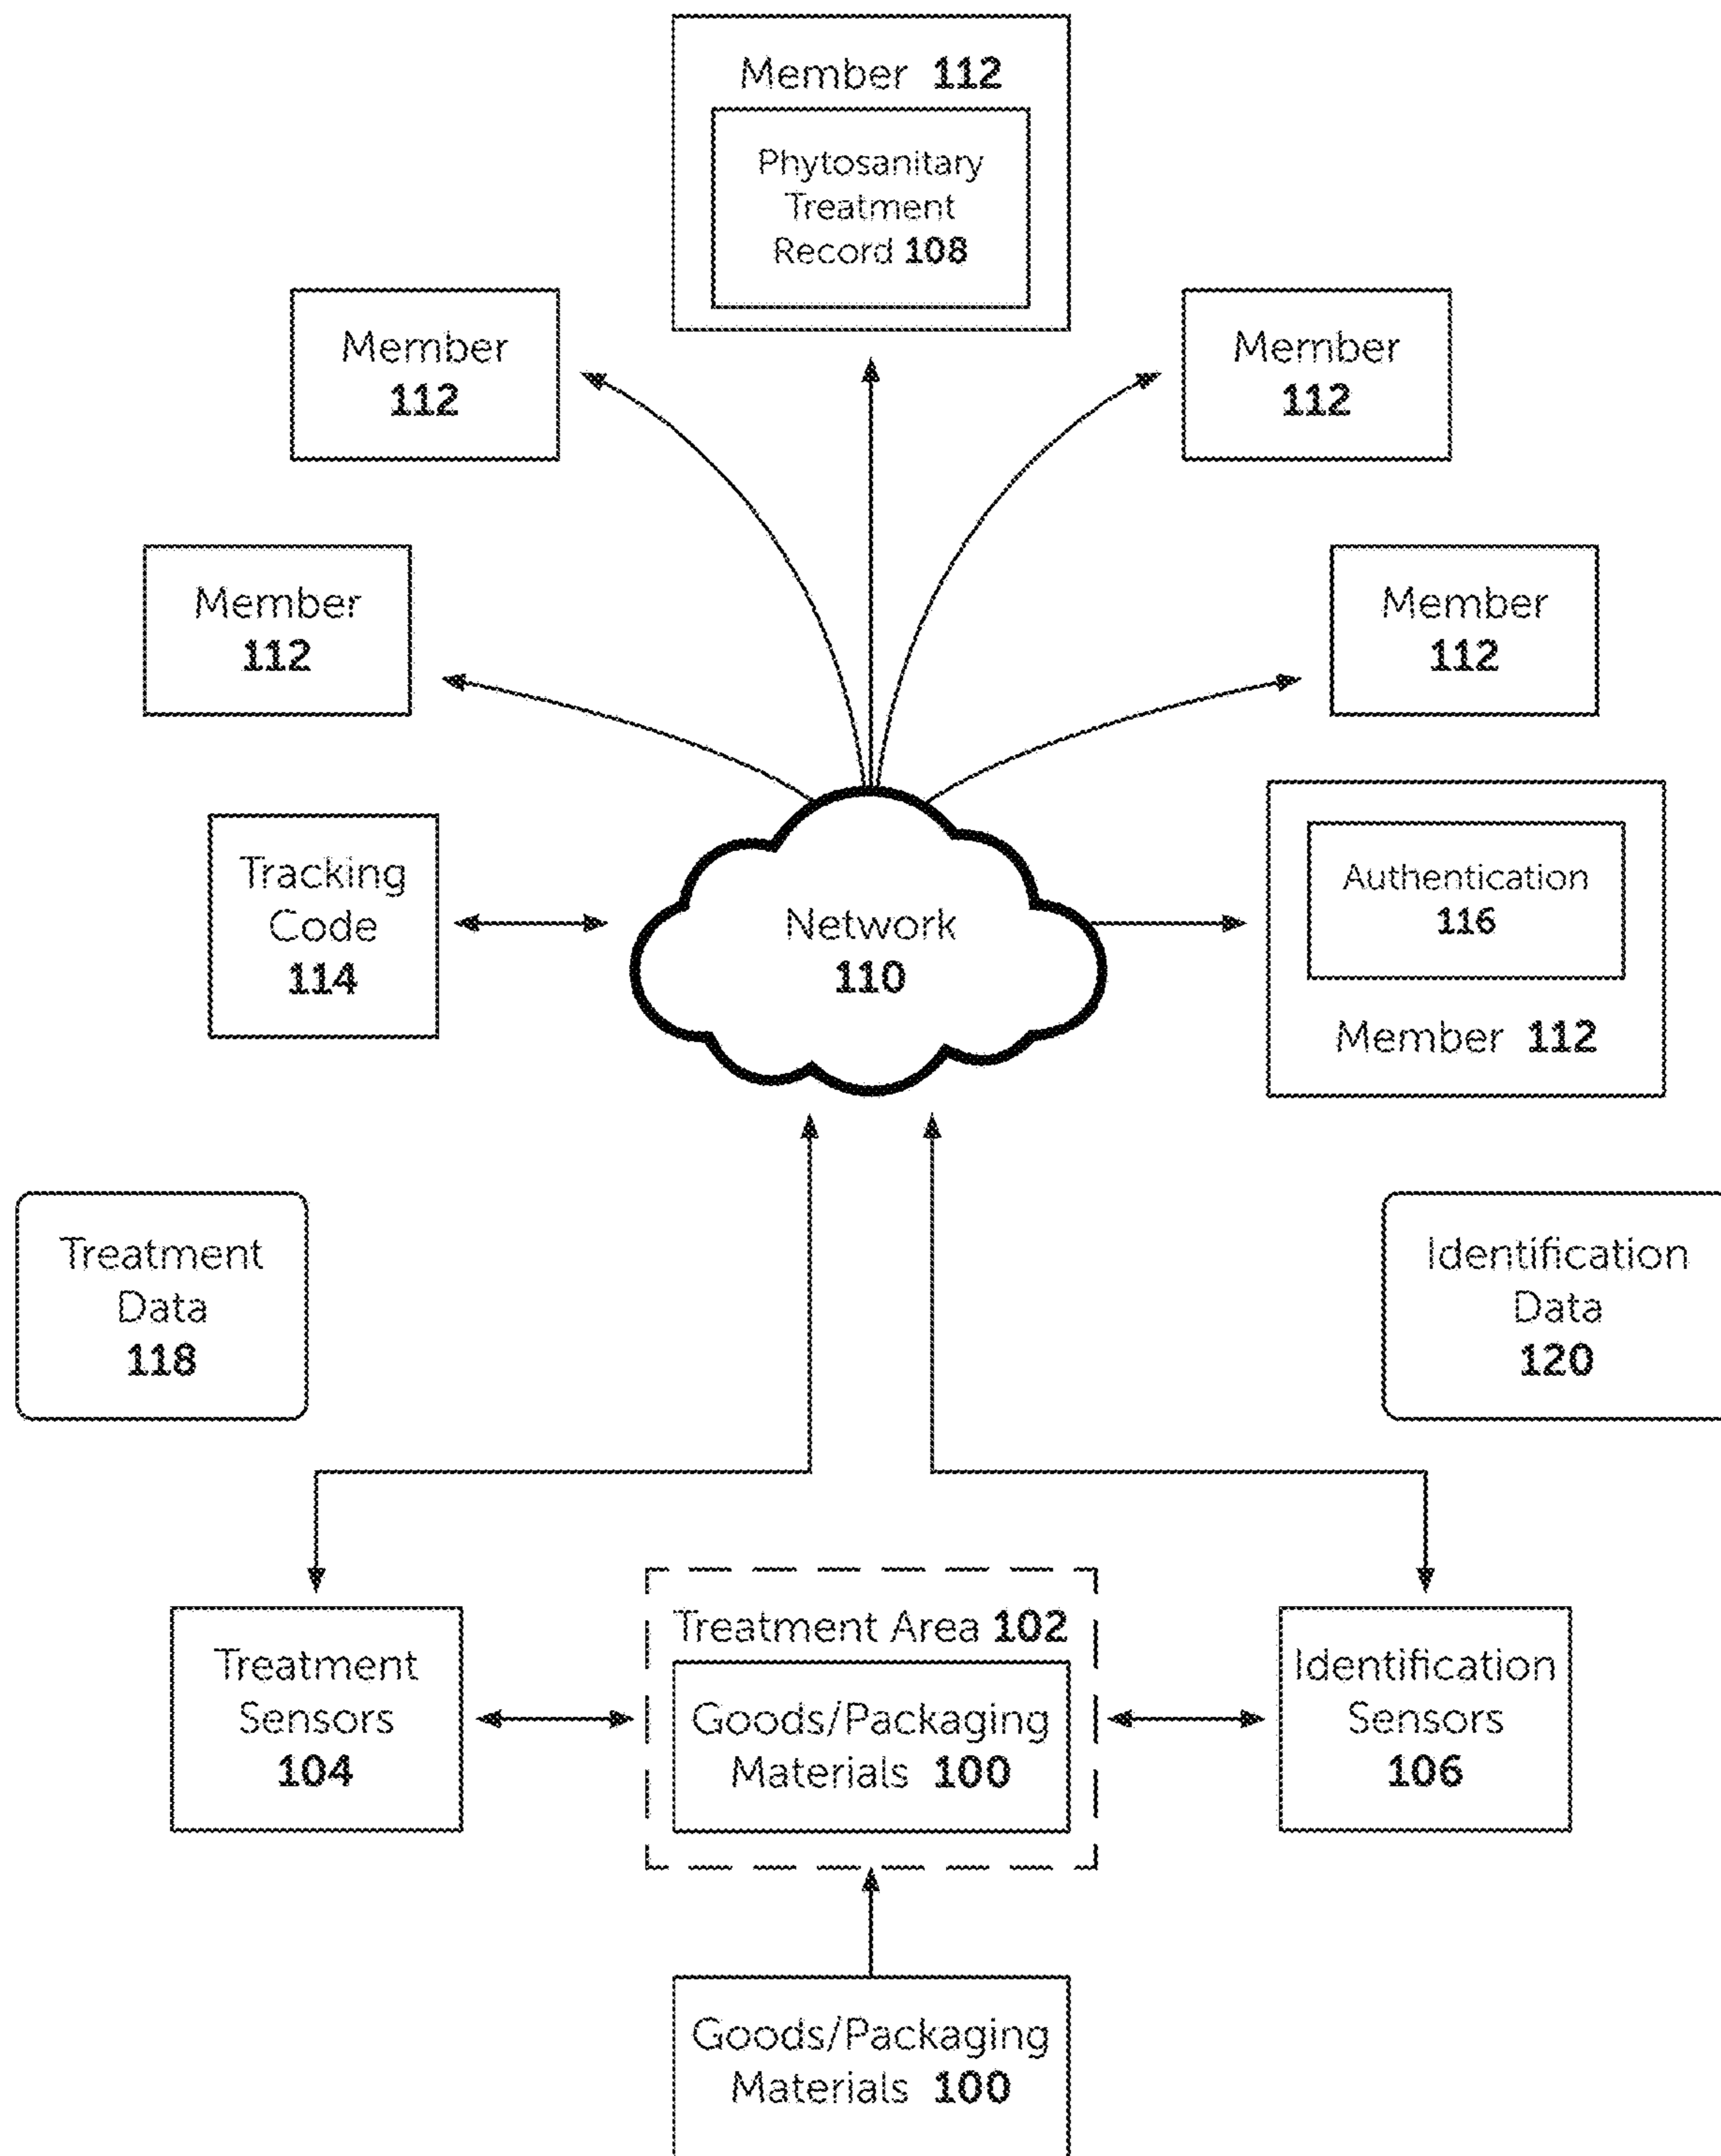 Member 112
Phytosanitary
Treatment
Record 108
Member
112
Member
112
Member
112
Member
112
Tracking
Code
114
Network
110
Authentication
116
Member 112
Treatment
Data
118
Identification
Data
120
Treatment
Sensors
104
Treatment Area 102
Goods/Packaging
Materials 100
Identification
Sensors
106
Goods/Packaging
Materials 100